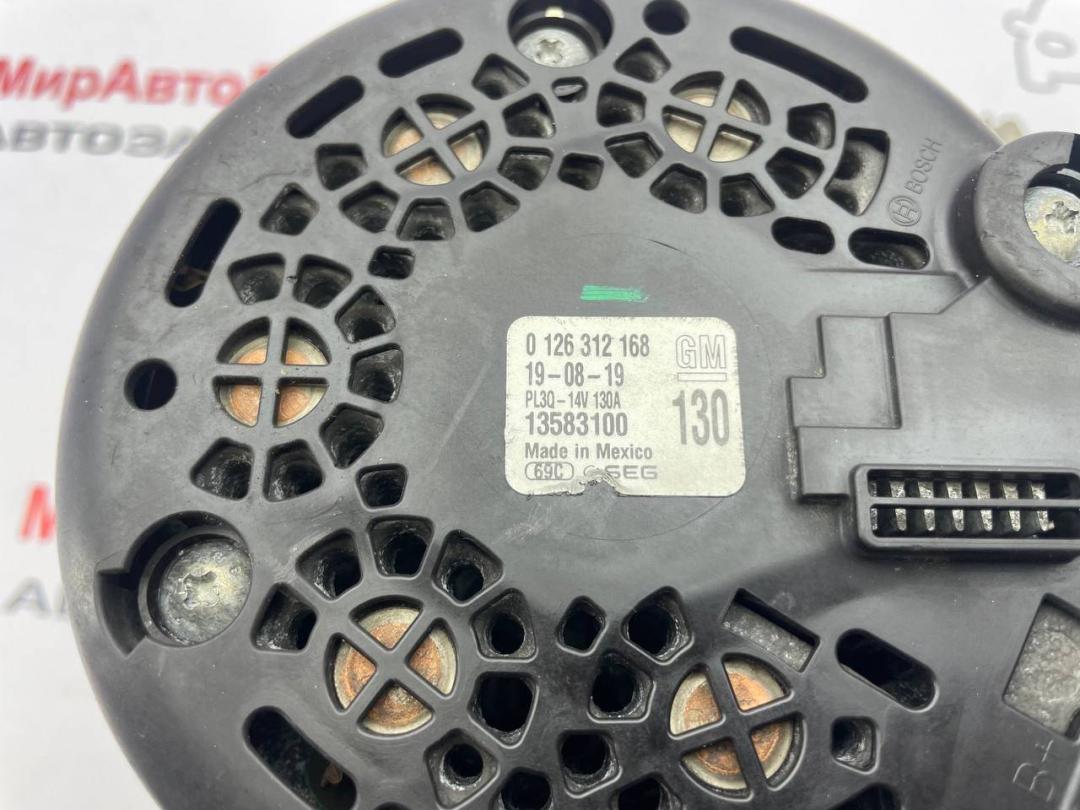 МирАвто
АВТОЗА
BOSCH
0 126 312 168
GM
19-08-19
PL3Q-14V 130A
13583100
130
Made in Mexico
69C SEG
B+